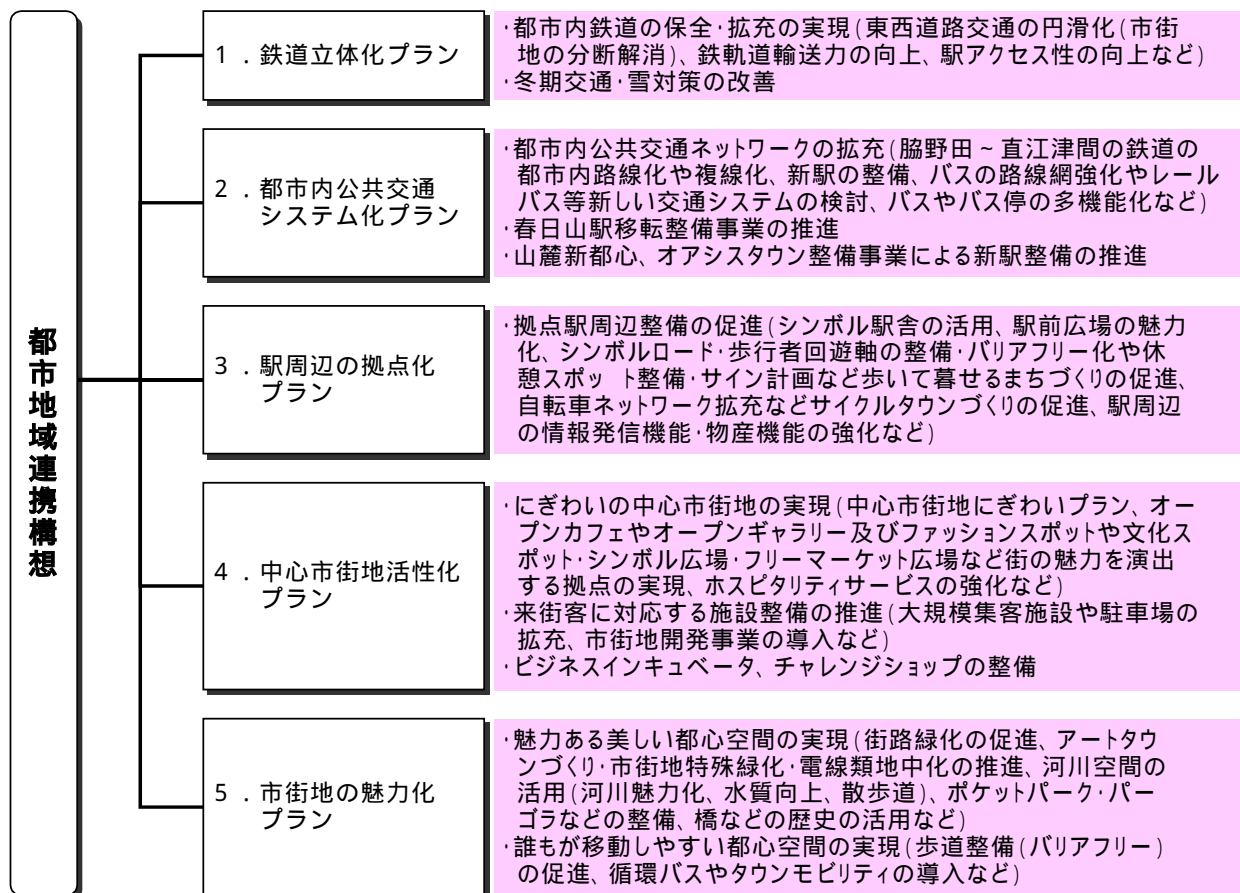 都市地域連携構想
1．鉄道立体化プラン
･都市内鉄道の保全･拡充の実現(東西道路交通の円滑化(市街
地の分断解消)、鉄軌道輸送力の向上、駅アクセス性の向上など)
･冬期交通･雪対策の改善
2．都市内公共交通
システム化プラン
･都市内公共交通ネットワークの拡充(脇野田～直江津間の鉄道の
都市内路線化や複線化、新駅の整備、バスの路線網強化やレール
バス等新しい交通システムの検討、バスやバス停の多機能化など)
･春日山駅移転整備事業の推進
･山麓新都心、オアシスタウン整備事業による新駅整備の推進
3．駅周辺の拠点化
プラン
･拠点駅周辺整備の促進(シンボル駅舎の活用、駅前広場の魅力
化、シンボルロード･歩行者回遊軸の整備･バリアフリー化や休
憩スポット整備･サイン計画など歩いて暮せるまちづくりの促進、
自転車ネットワーク拡充などサイクルタウンづくりの促進、駅周辺
の情報発信機能･物産機能の強化など)
4．中心市街地活性化
プラン
･にぎわいの中心市街地の実現(中心市街地にぎわいプラン、オー
プンカフェやオープンギャラリー及びファッションスポットや文化ス
ポット･シンボル広場･フリーマーケット広場など街の魅力を演出
する拠点の実現、ホスピタリティサービスの強化など)
･来街客に対応する施設整備の推進(大規模集客施設や駐車場の
拡充、市街地開発事業の導入など)
･ビジネスインキュベータ、チャレンジショップの整備
5．市街地の魅力化
プラン
･魅力ある美しい都心空間の実現(街路緑化の促進、アートタウ
ンづくり･市街地特殊緑化･電線類地中化の推進、河川空間の
活用(河川魅力化、水質向上、散歩道)、ポケットパーク･パー
ゴラなどの整備、橋などの歴史の活用など)
･誰もが移動しやすい都心空間の実現(歩道整備(バリアフリー)
の促進、循環バスやタウンモビリティの導入など)